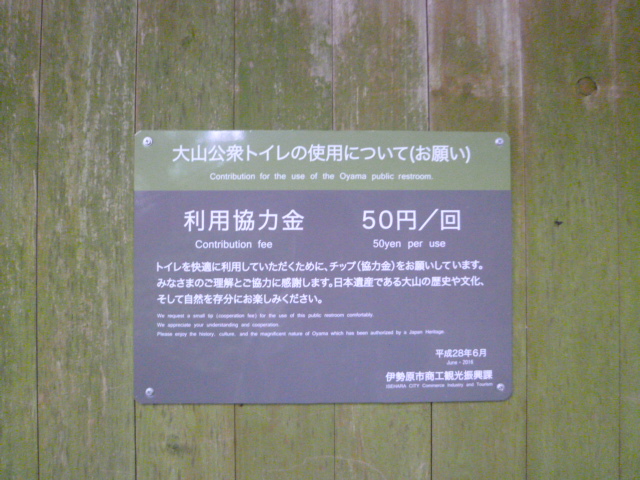 大山公衆トイレの使用について(お願い)
Contribution for the use of the Oyama public restroom.
利用協力金 50円／回
Contribution fee 50yen per use
トイレを快適に利用していただくために、チップ(協力金)をお願いしています。
みなさまのご理解とご協力に感謝します。日本遺産である大山の歴史や文化、
そして自然を存分にお楽しみください。
We request a small tip (cooperation fee) for the use of this public restroom comfortably.
We appreciate your understanding and cooperation.
Please enjoy the history, culture, and the magnificent nature of Oyama which has been authorized by a Japan Heritage.
平成28年6月
June・2016
伊勢原市商工観光振興課
ISEHARA CITY Commerce Industry and Tourism